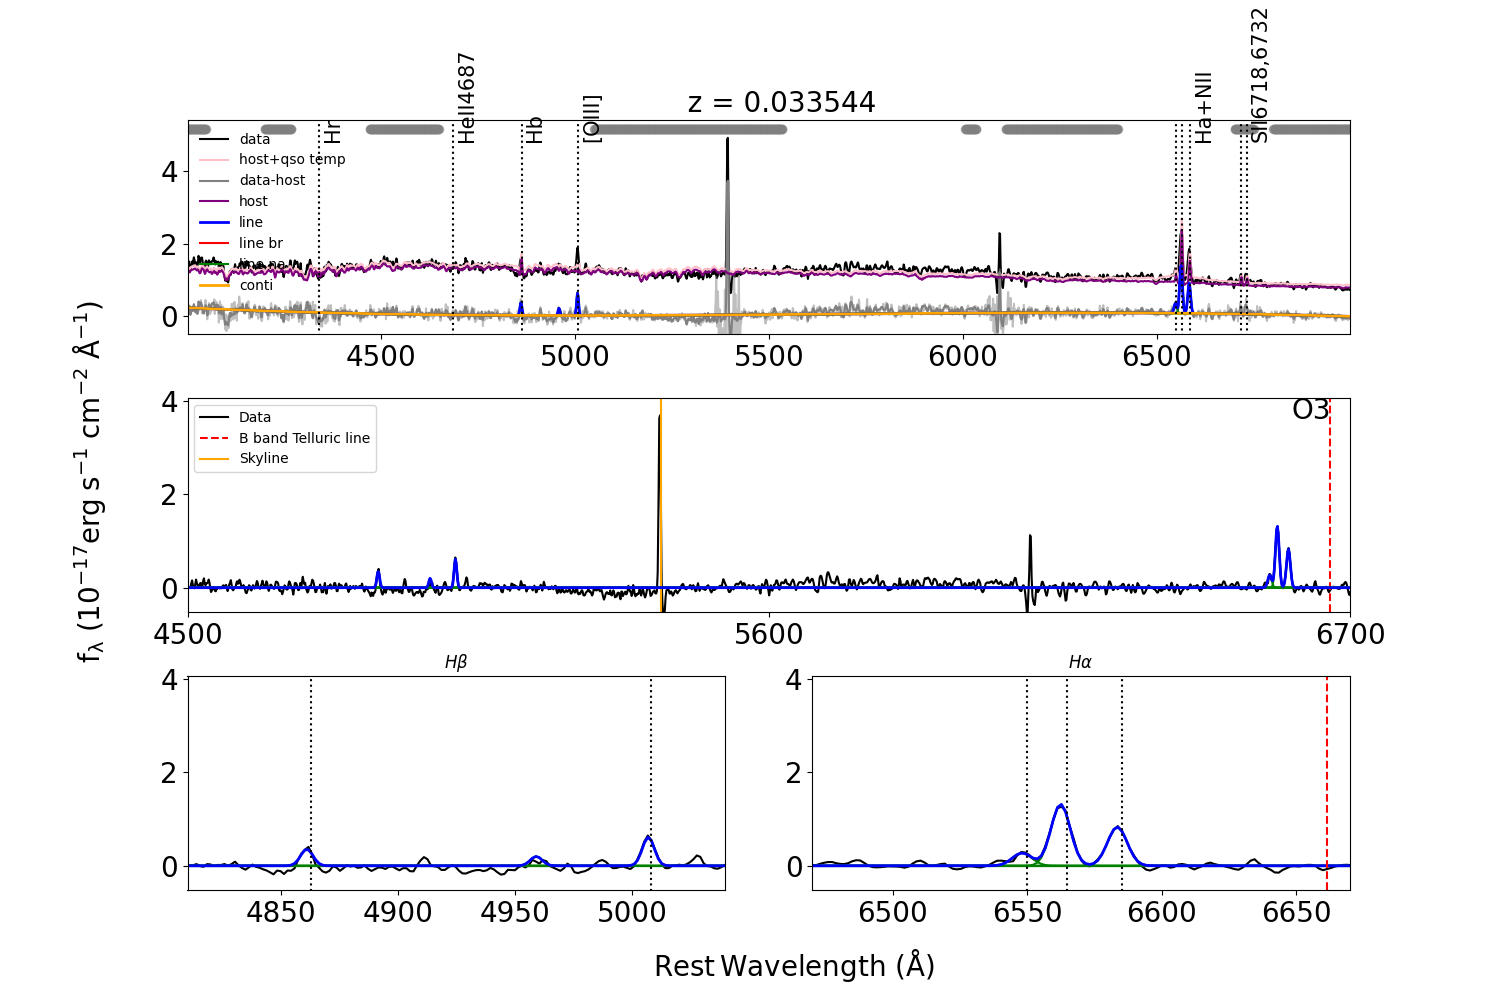 z = 0.033544
Hr
HeII4687
Hb
[OIII]
Ha+NII
SII6718,6732
data
host+qso temp
data-host
host
line
line br
line na
conti
4
2
0
4500
5000
5500
6000
6500
f_λ (10^−17 erg s^−1 cm^−2 Å^−1)
O3
Data
B band Telluric line
Skyline
4
2
0
4500
5600
6700
Hβ
4
2
0
4850
4900
4950
5000
Hα
4
2
0
6500
6550
6600
6650
Rest Wavelength (Å)